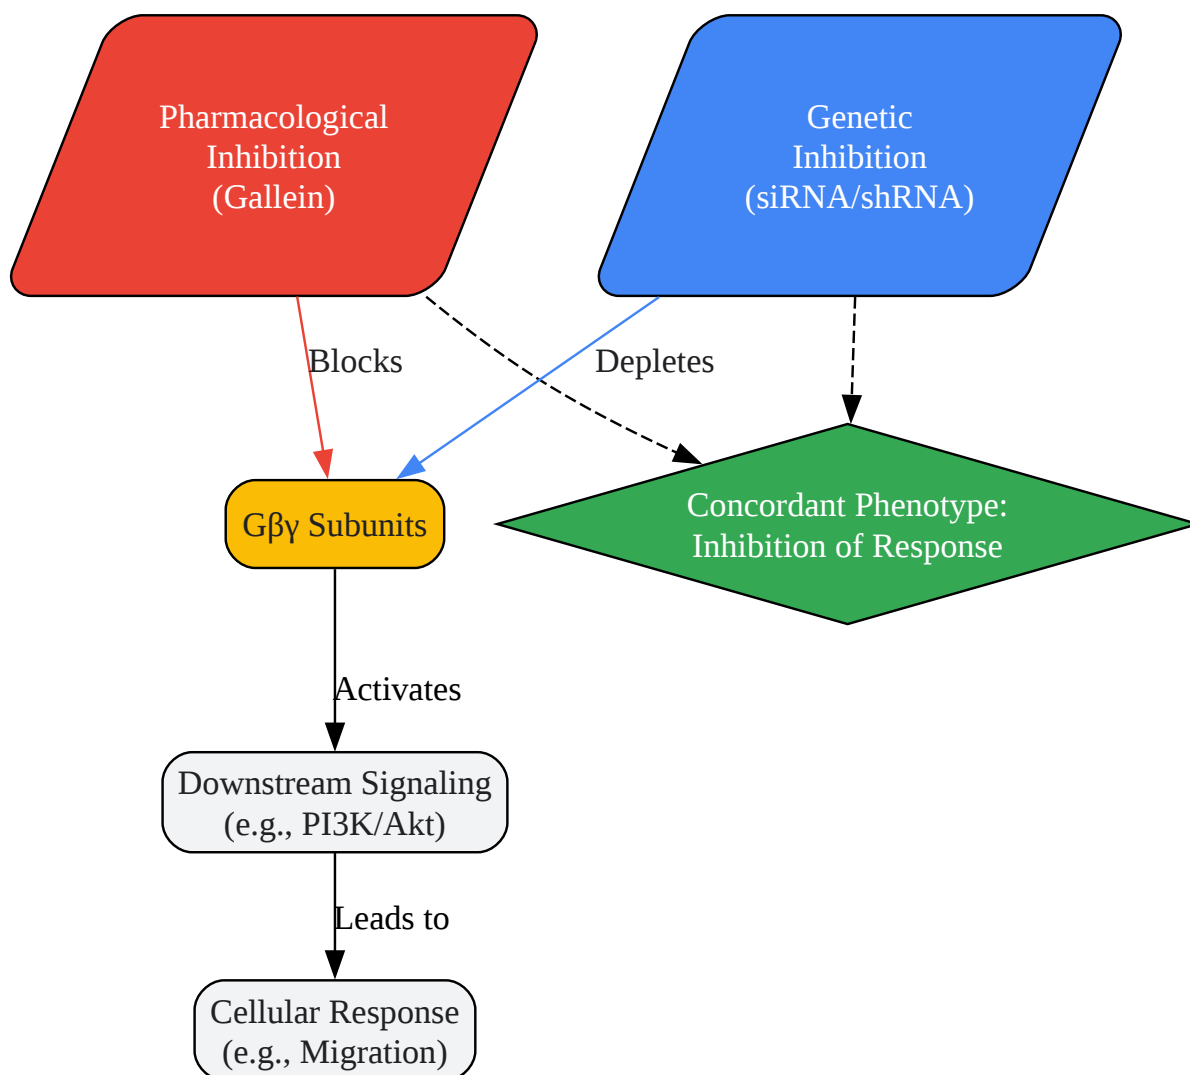 Pharmacological
Inhibition
(Gallein)
Genetic
Inhibition
(siRNA/shRNA)
Blocks
Depletes
Gβγ Subunits
Concordant Phenotype:
Inhibition of Response
Activates
Downstream Signaling
(e.g., PI3K/Akt)
Leads to
Cellular Response
(e.g., Migration)